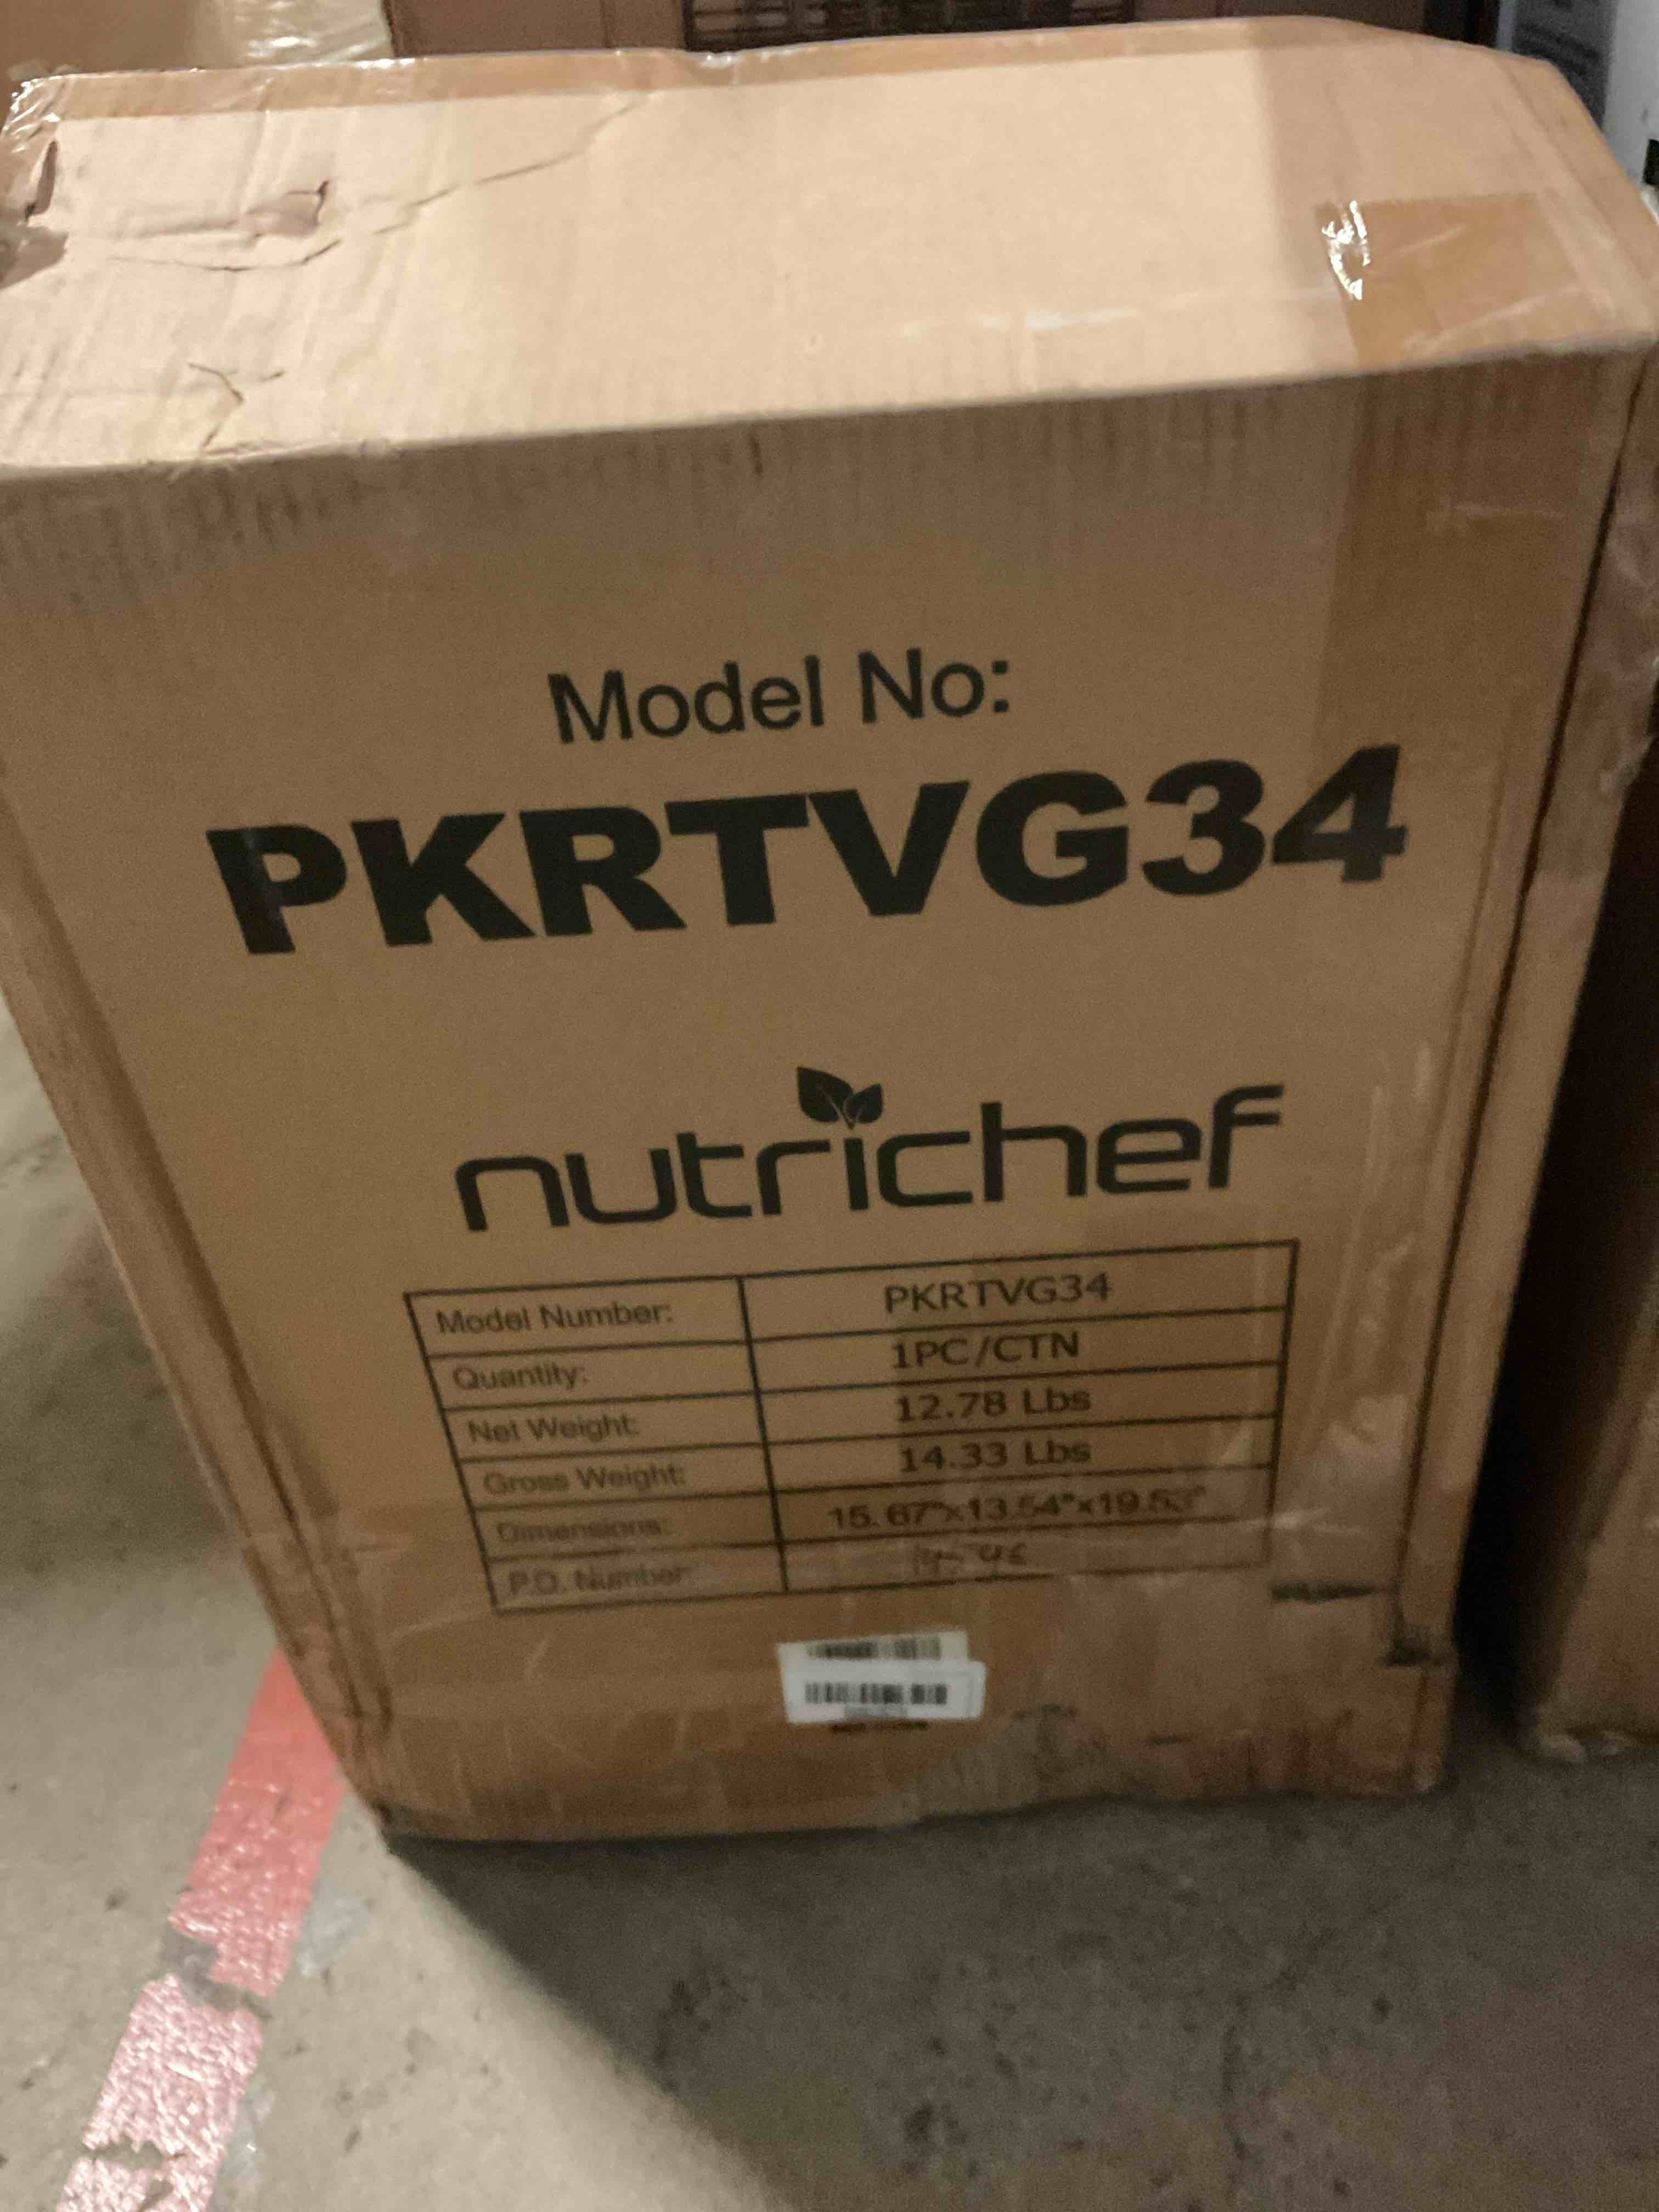 Model No:
PKRTVG34
nutrichef
Model Number: PKRTVG34
Quantity: 1PC/CTN
Net Weight: 12.78 Lbs
Gross Weight: 14.33 Lbs
Dimensions: 15.67"x13.54"x19.53"
P.O. Number: